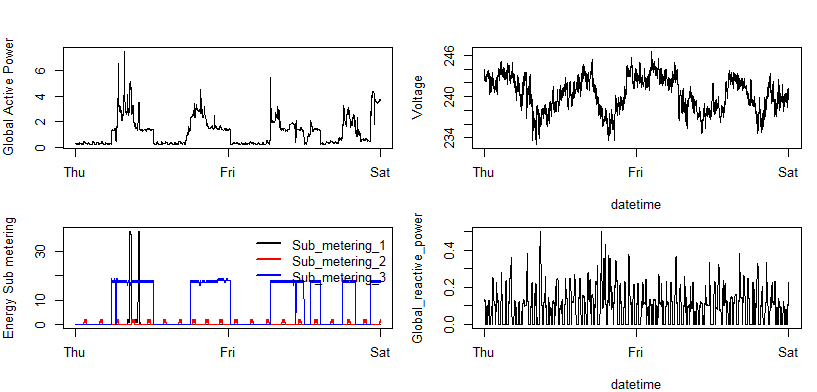 Global Active Power
0 2 4 6
Thu Fri Sat
Voltage
234 240 246
Thu Fri Sat
datetime
Energy Sub metering
0 10 30
Thu Fri Sat
Sub_metering_1
Sub_metering_2
Sub_metering_3
Global_reactive_power
0.0 0.2 0.4
Thu Fri Sat
datetime